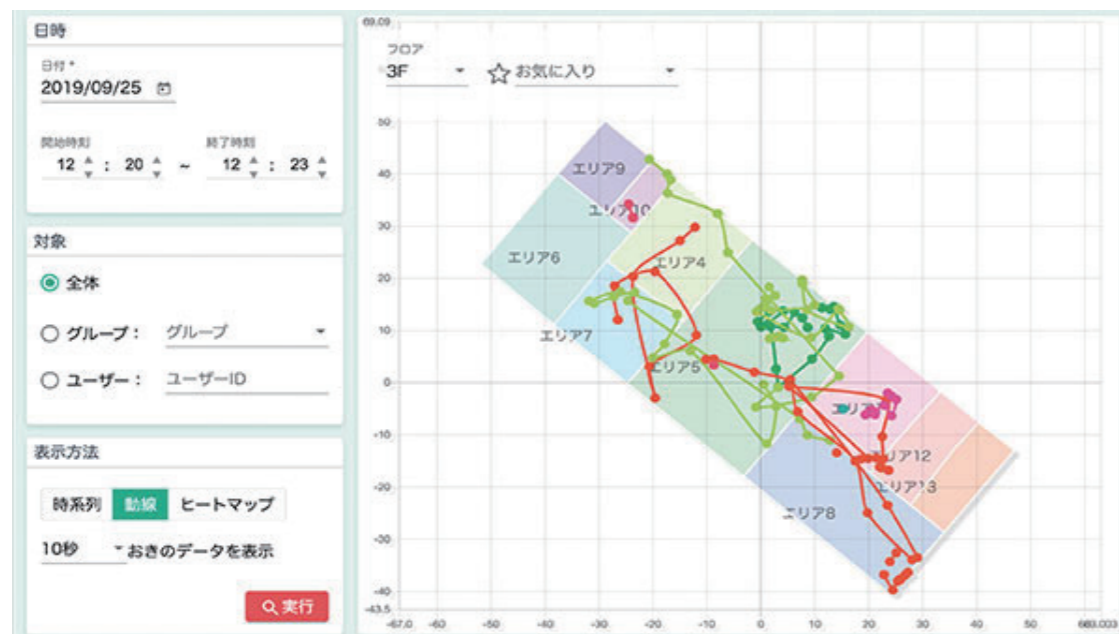 日時
日付 *
2019/09/25
開始時刻
終了時刻
12 : 20 ~ 12 : 23
対象
全体
グループ : グループ
ユーザー : ユーザーID
表示方法
時系列 動線 ヒートマップ
10秒 おきのデータを表示
実行
フロア
3F お気に入り
69.09
50
40
30
20
10
0
-10
-20
-30
-40
-43.5
-67.0 -60 -50 -40 -30 -20 -10 0 10 20 30 40 50
エリア9
エリア10
エリア6
エリア4
エリア7
エリア5
エリア12
エリア13
エリア8